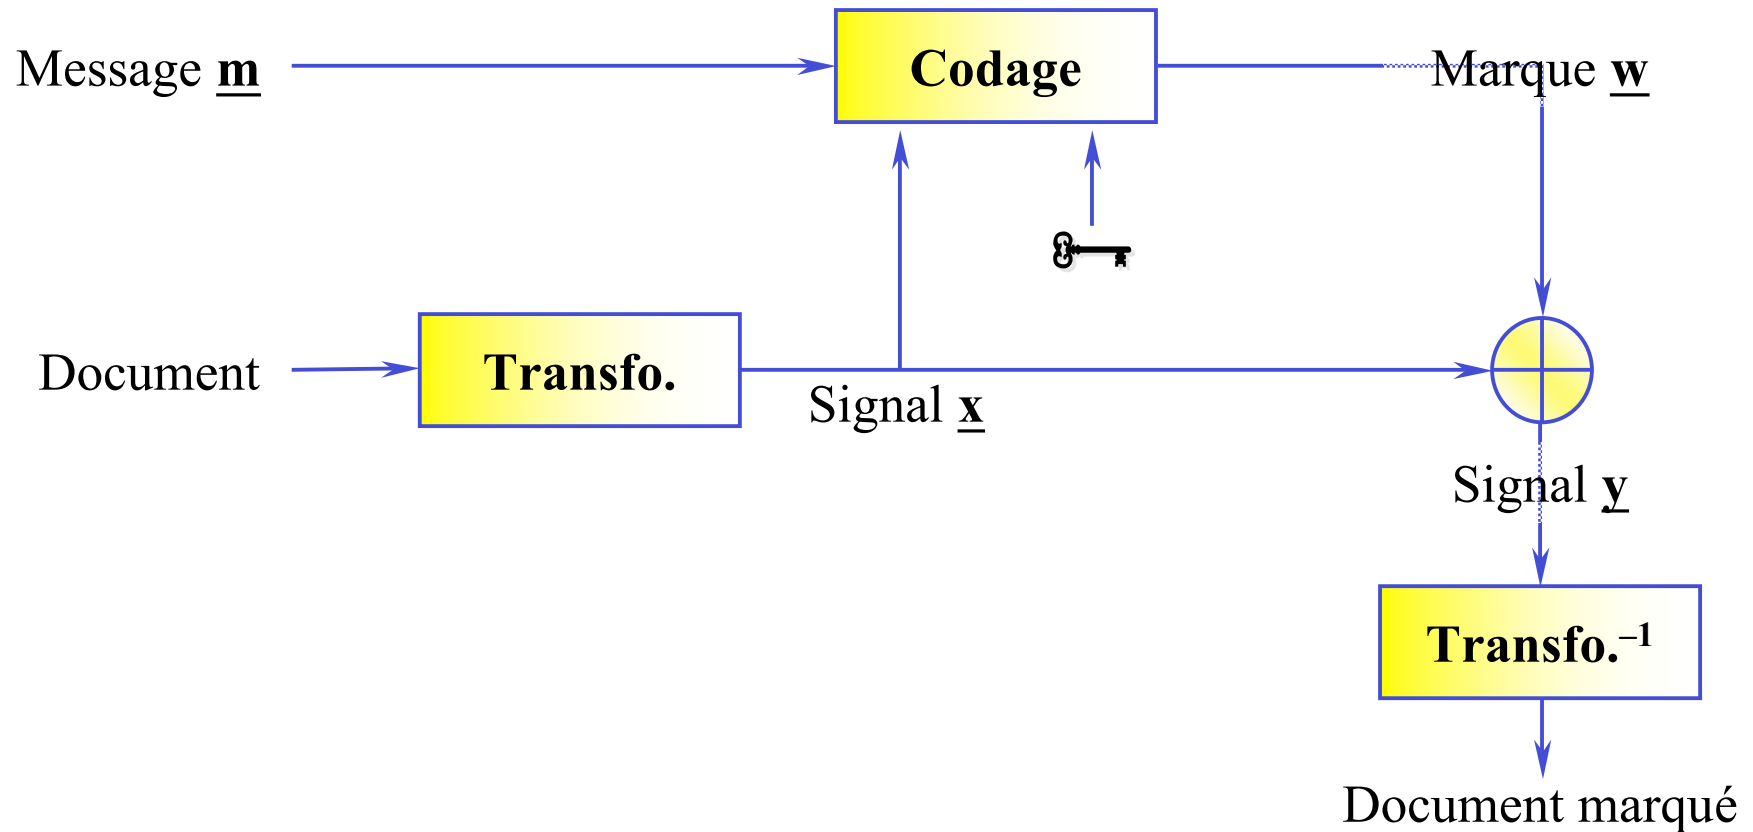 Message m
Codage
Marque w
Document
Transfo.
Signal x
Signal y
Transfo.⁻¹
Document marqué